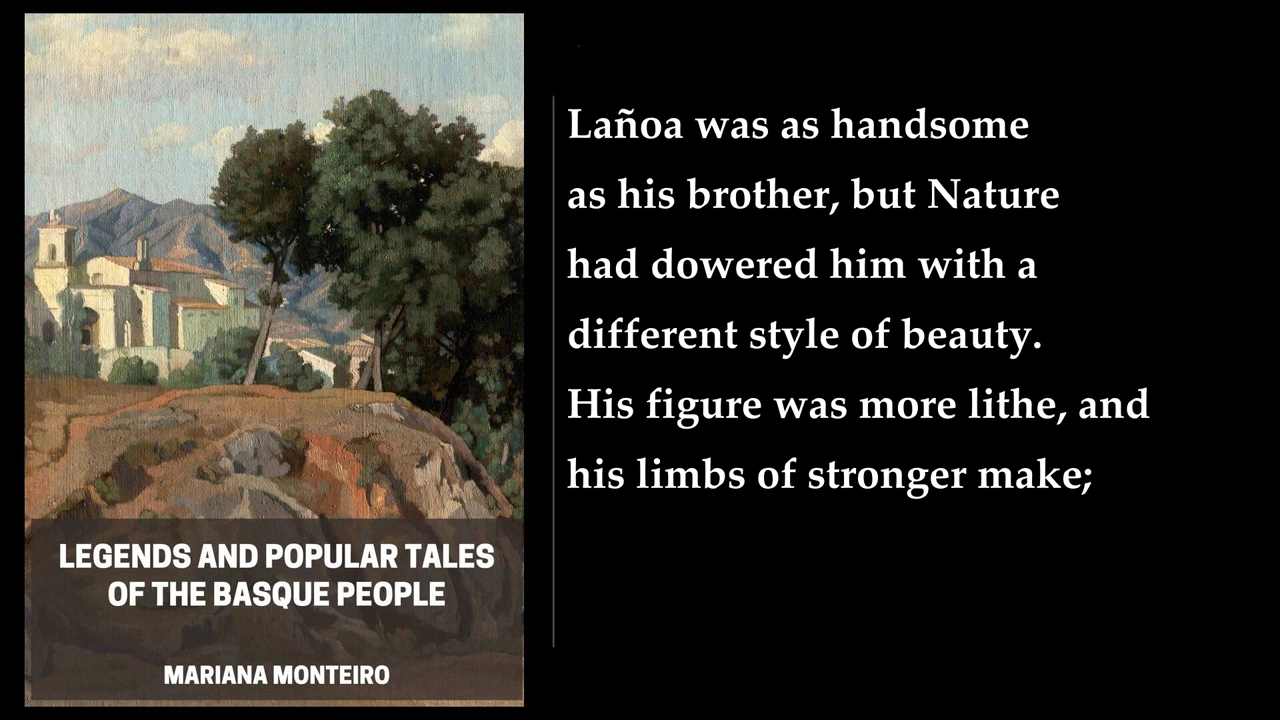 LEGENDS AND POPULAR TALES
OF THE BASQUE PEOPLE
MARIANA MONTEIRO
Lañoa was as handsome
as his brother, but Nature
had dowered him with a
different style of beauty.
His figure was more lithe, and
his limbs of stronger make;